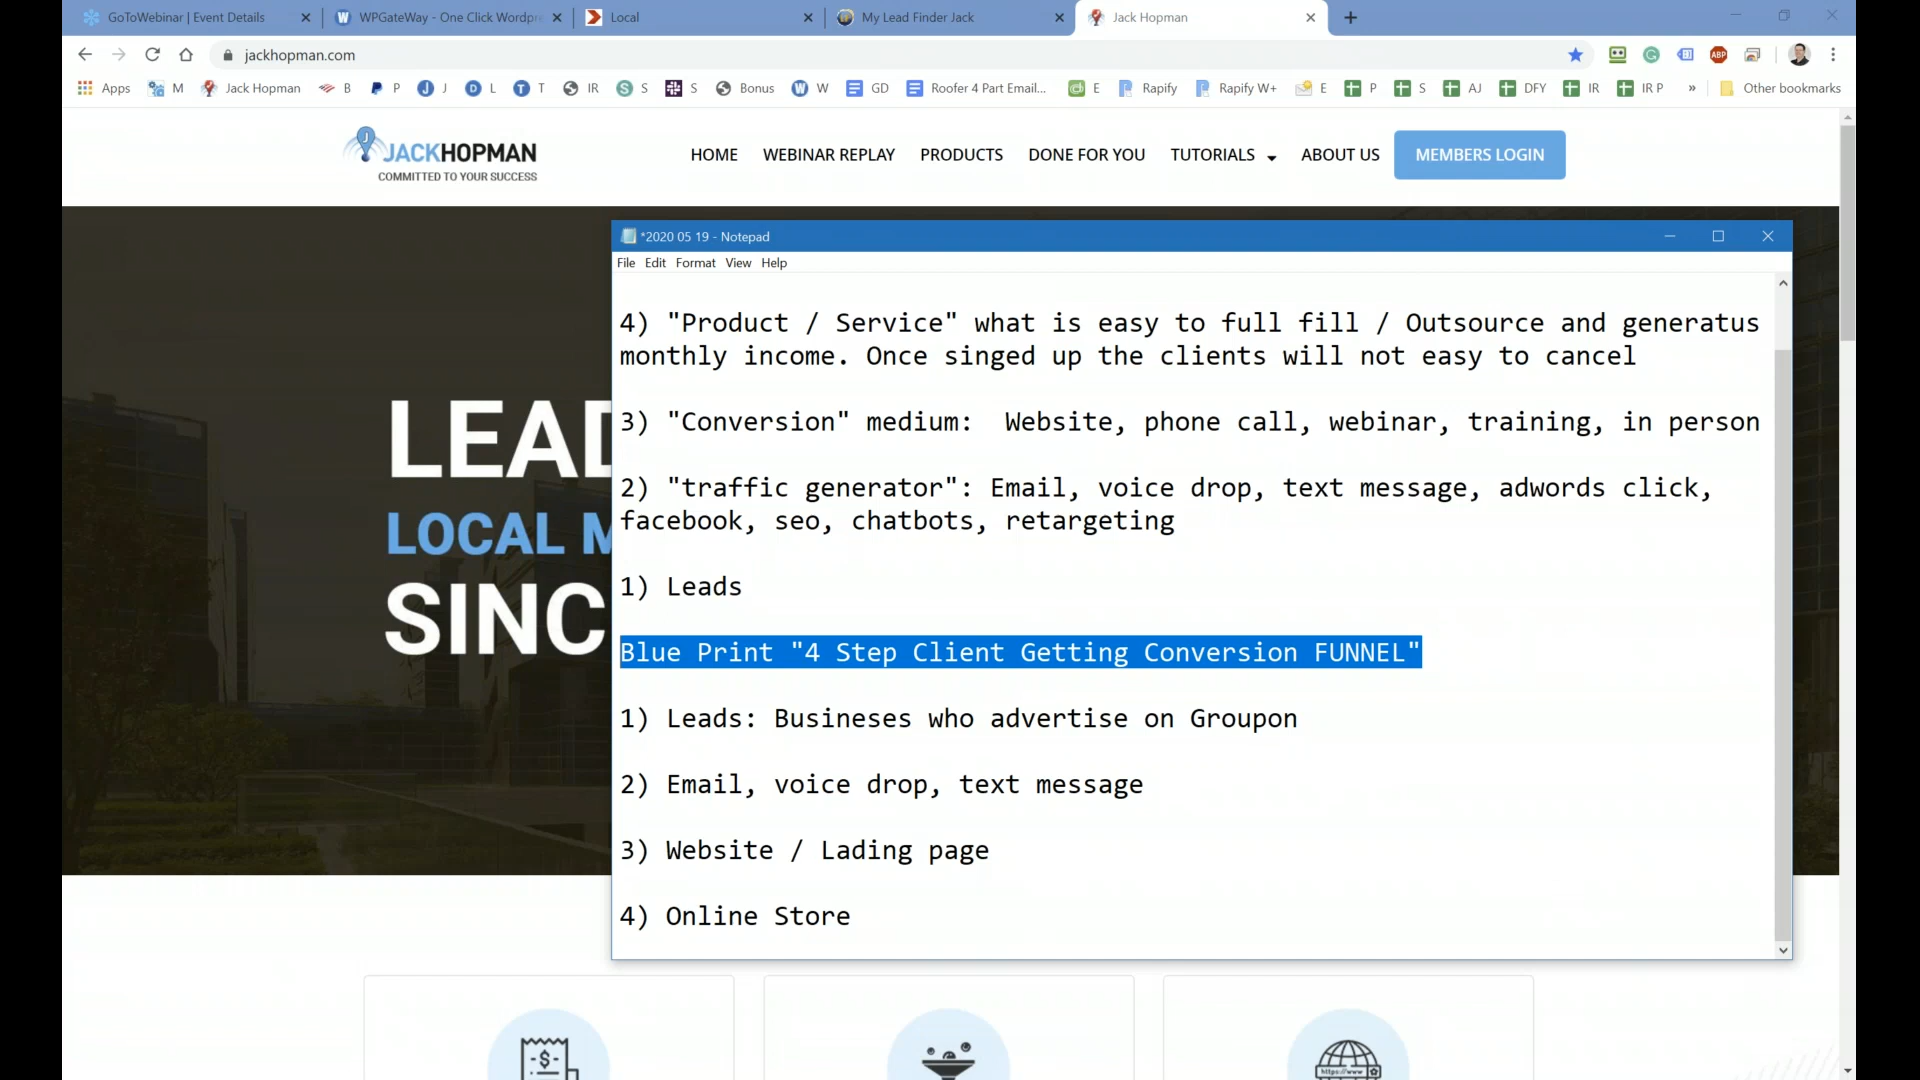 GoToWebinar | Event Details
WPGateWay - One Click Wordpr
Local
My Lead Finder Jack
Jack Hopman
jackhopman.com
ABP
Apps
M
Jack Hopman
B
P
J
L
T
IR
S
S
Bonus
W
GD
Roofer 4 Part Email...
E
Rapify
Rapify W+
E
P
S
AJ
DFY
IR
IR P
»
Other bookmarks
JACKHOPMAN
COMMITTED TO YOUR SUCCESS
HOME
WEBINAR REPLAY
PRODUCTS
DONE FOR YOU
TUTORIALS
ABOUT US
MEMBERS LOGIN
LEAD
LOCAL M
SINC
*2020 05 19 - Notepad
File Edit Format View Help
4) "Product / Service" what is easy to full fill / Outsource and generatus
monthly income. Once singed up the clients will not easy to cancel
3) "Conversion" medium:  Website, phone call, webinar, training, in person
2) "traffic generator": Email, voice drop, text message, adwords click,
facebook, seo, chatbots, retargeting
1) Leads
Blue Print "4 Step Client Getting Conversion FUNNEL"
1) Leads: Busineses who advertise on Groupon
2) Email, voice drop, text message
3) Website / Lading page
4) Online Store
-$-
https://www